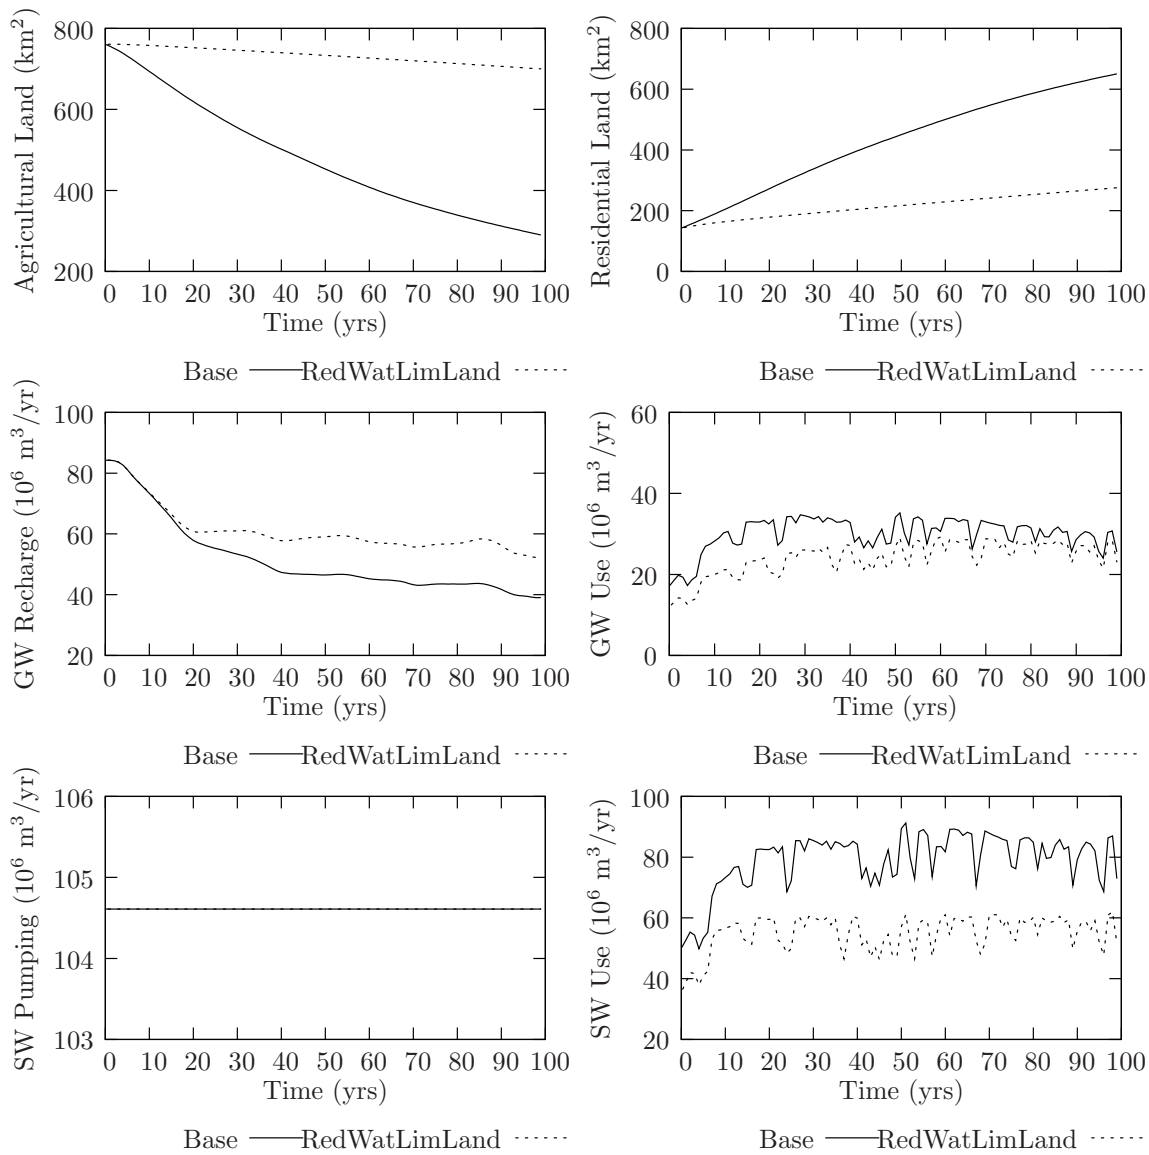 Agricultural Land (km²)
800
600
400
200
0 10 20 30 40 50 60 70 80 90 100
Time (yrs)
Base RedWatLimLand
Residential Land (km²)
800
600
400
200
0
0 10 20 30 40 50 60 70 80 90 100
Time (yrs)
Base RedWatLimLand
GW Recharge (10⁶ m³/yr)
100
80
60
40
20
0 10 20 30 40 50 60 70 80 90 100
Time (yrs)
Base RedWatLimLand
GW Use (10⁶ m³/yr)
60
40
20
0
0 10 20 30 40 50 60 70 80 90 100
Time (yrs)
Base RedWatLimLand
SW Pumping (10⁶ m³/yr)
106
105
104
103
0 10 20 30 40 50 60 70 80 90 100
Time (yrs)
Base RedWatLimLand
SW Use (10⁶ m³/yr)
100
80
60
40
20
0 10 20 30 40 50 60 70 80 90 100
Time (yrs)
Base RedWatLimLand